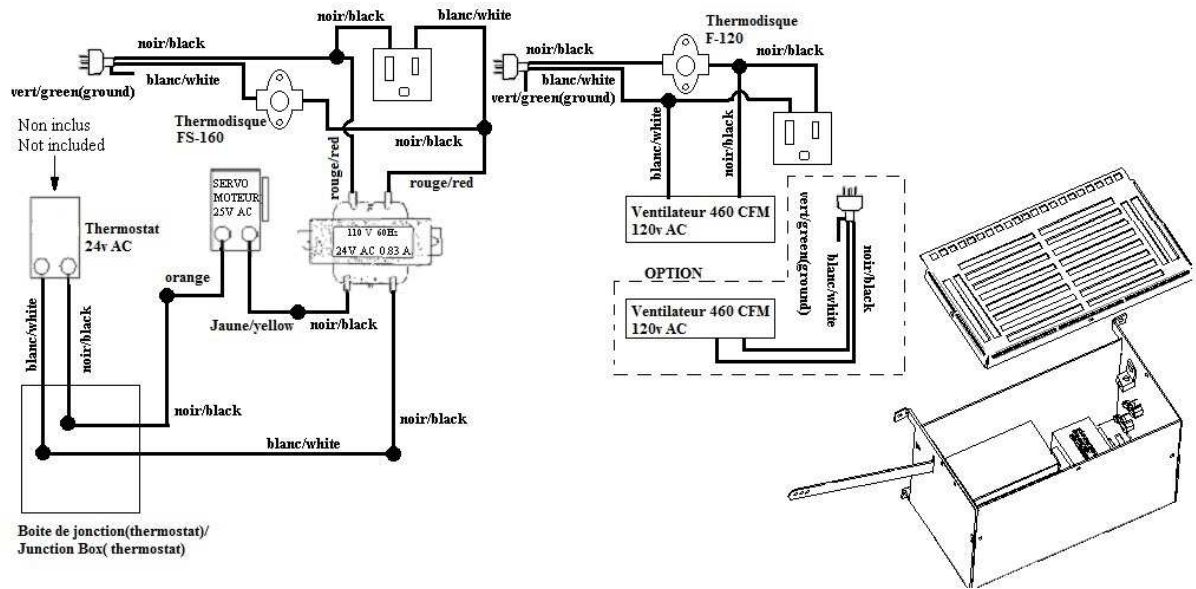 noir/black
blanc/white
noir/black
blanc/white
vert/green(ground)
Thermodisque
FS-160
noir/black
rouge/red
rouge/red
Non inclus
Not included
Thermostat
24v AC
SERVO
MOTEUR
25V AC
110 V 60Hz
24V AC 0.83 A
orange
Jaune/yellow
noir/black
blanc/white
noir/black
noir/black
noir/black
blanc/white
Boite de jonction(thermostat)/
Junction Box( thermostat)
Thermodisque
F-120
noir/black
blanc/white
vert/green(ground)
noir/black
blanc/white
noir/black
Ventilateur 460 CFM
120v AC
OPTION
Ventilateur 460 CFM
120v AC
vert/green(ground)
blanc/white
noir/black